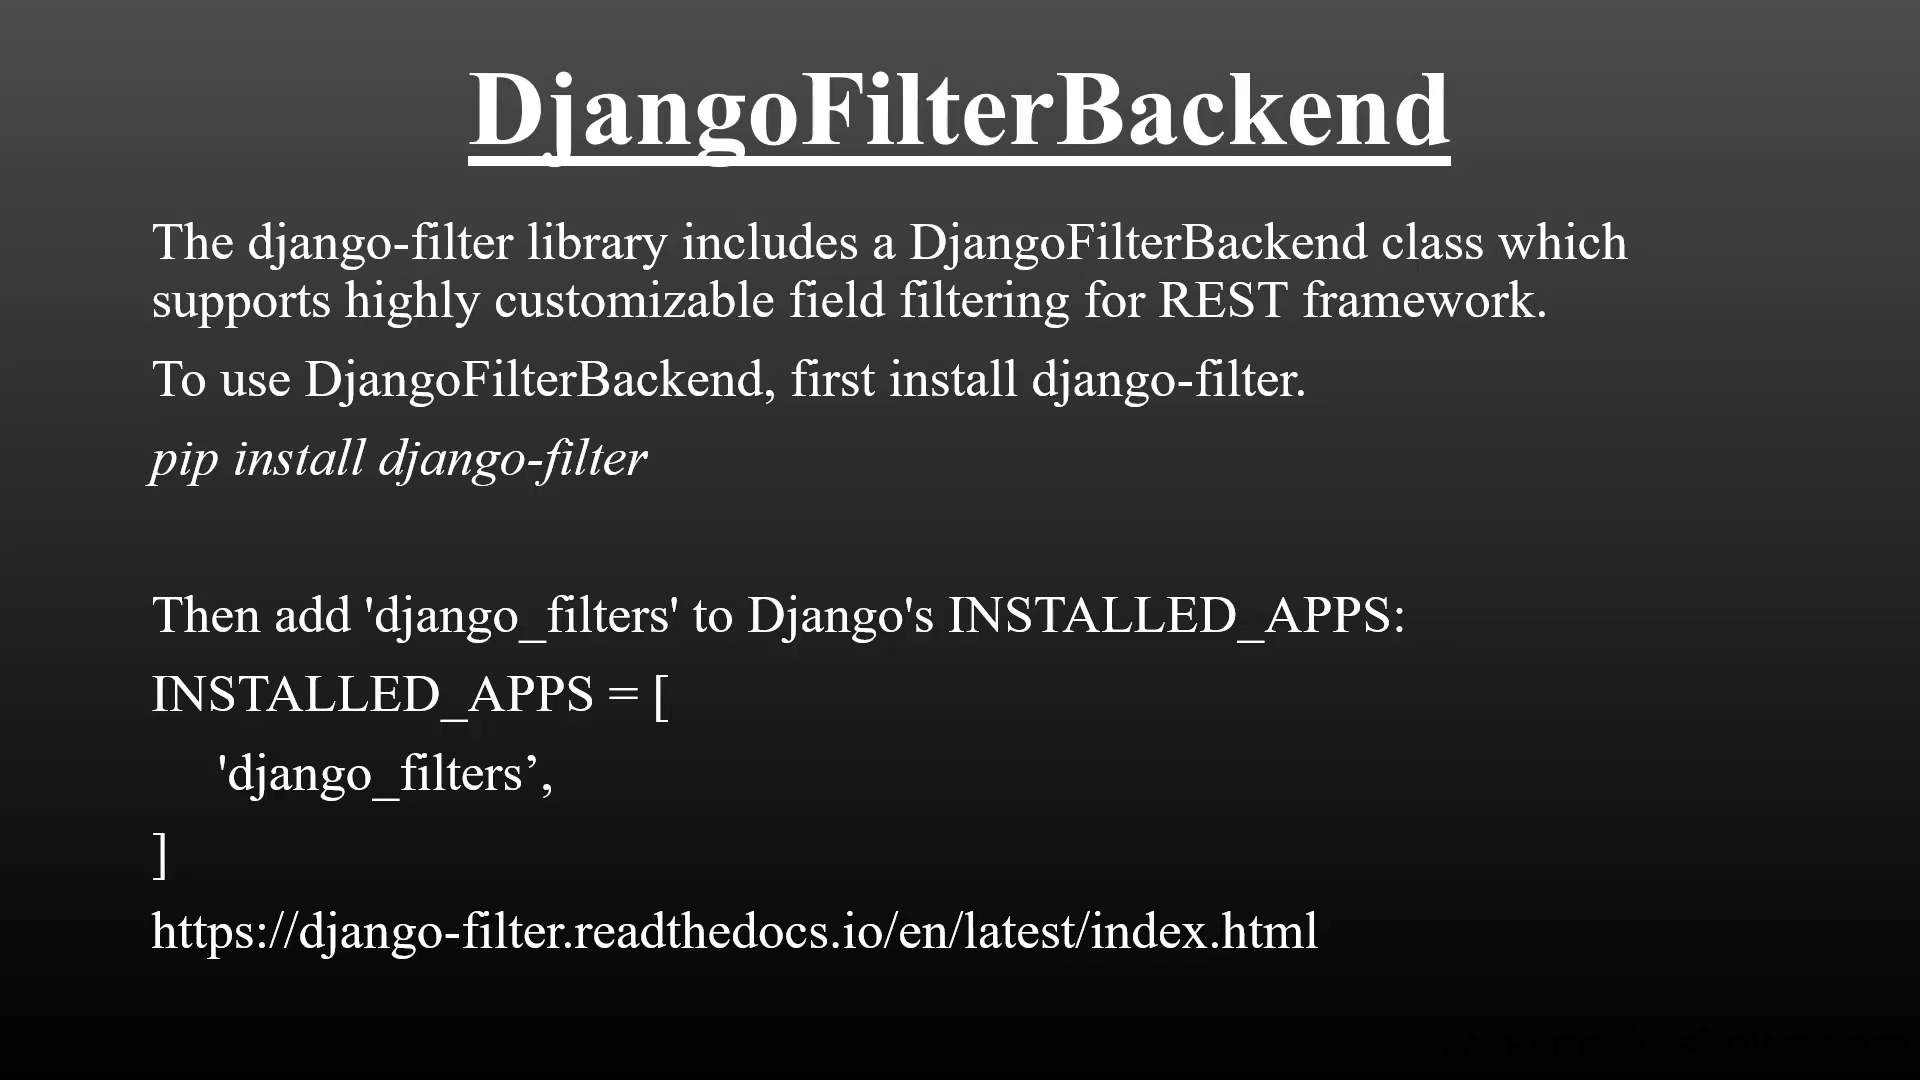 DjangoFilterBackend
The django-filter library includes a DjangoFilterBackend class which
supports highly customizable field filtering for REST framework.
To use DjangoFilterBackend, first install django-filter.
pip install django-filter
Then add 'django_filters' to Django's INSTALLED_APPS:
INSTALLED_APPS = [
'django_filters’,
]
https://django-filter.readthedocs.io/en/latest/index.html